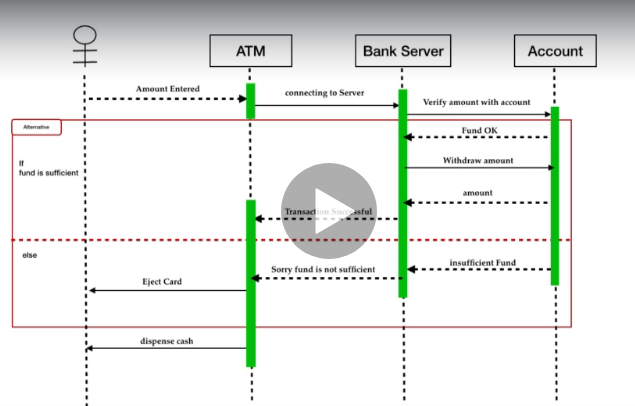 ATM
Bank Server
Account
Amount Entered
connecting to Server
Verify amount with account
Alternative
Fund OK
If
fund is sufficient
Withdraw amount
amount
Transaction Successful
else
insufficient Fund
Sorry fund is not sufficient
Eject Card
dispense cash